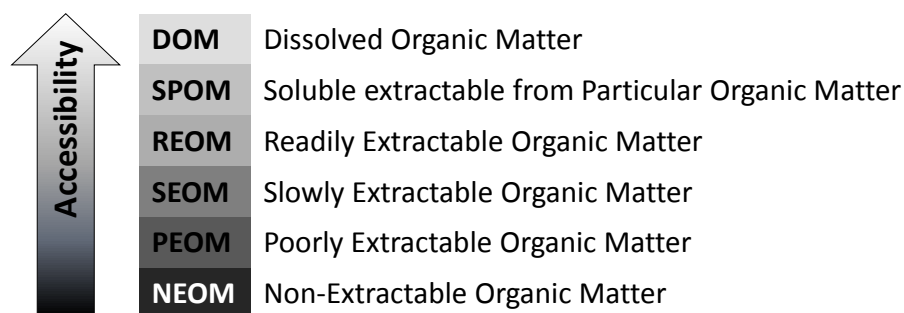 Accessibility
DOM Dissolved Organic Matter
SPOM Soluble extractable from Particular Organic Matter
REOM Readily Extractable Organic Matter
SEOM Slowly Extractable Organic Matter
PEOM Poorly Extractable Organic Matter
NEOM Non-Extractable Organic Matter